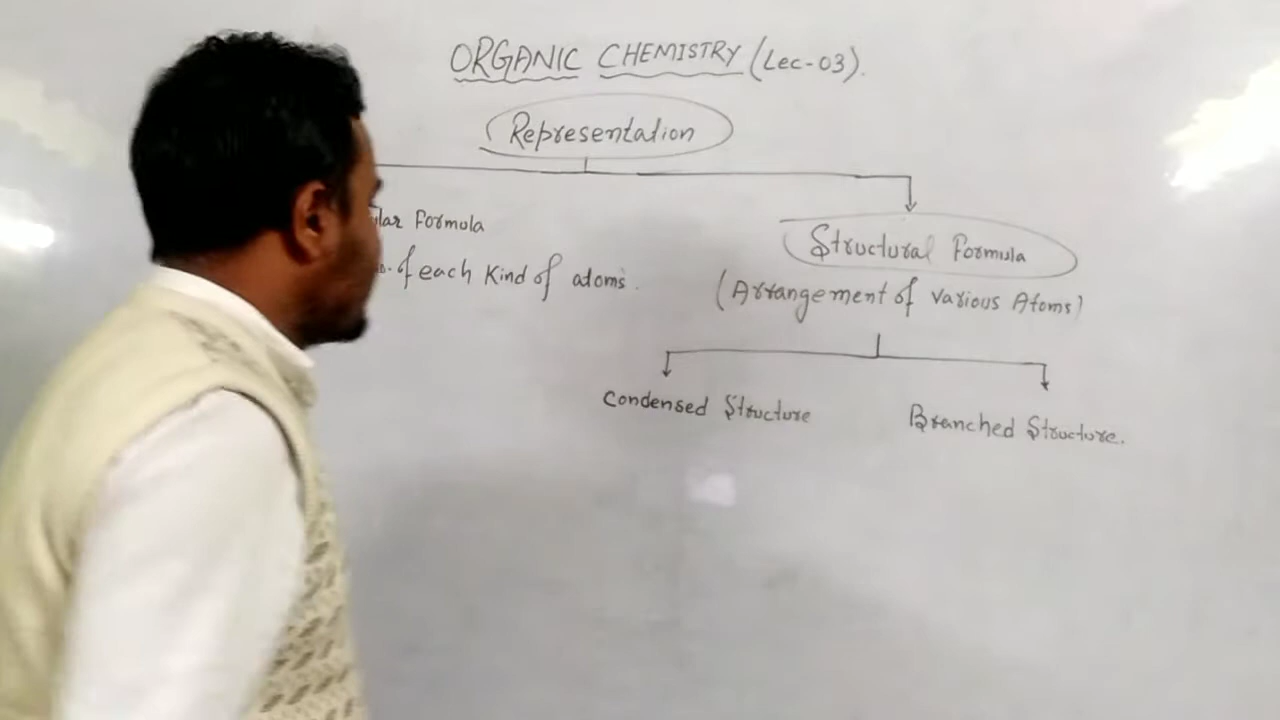 ORGANIC CHEMISTRY (Lec-03).
Representation
Formula
of each Kind of atoms.
Structural Formula
(Arrangement of various Atoms)
Condensed Structure
Branched Structure.